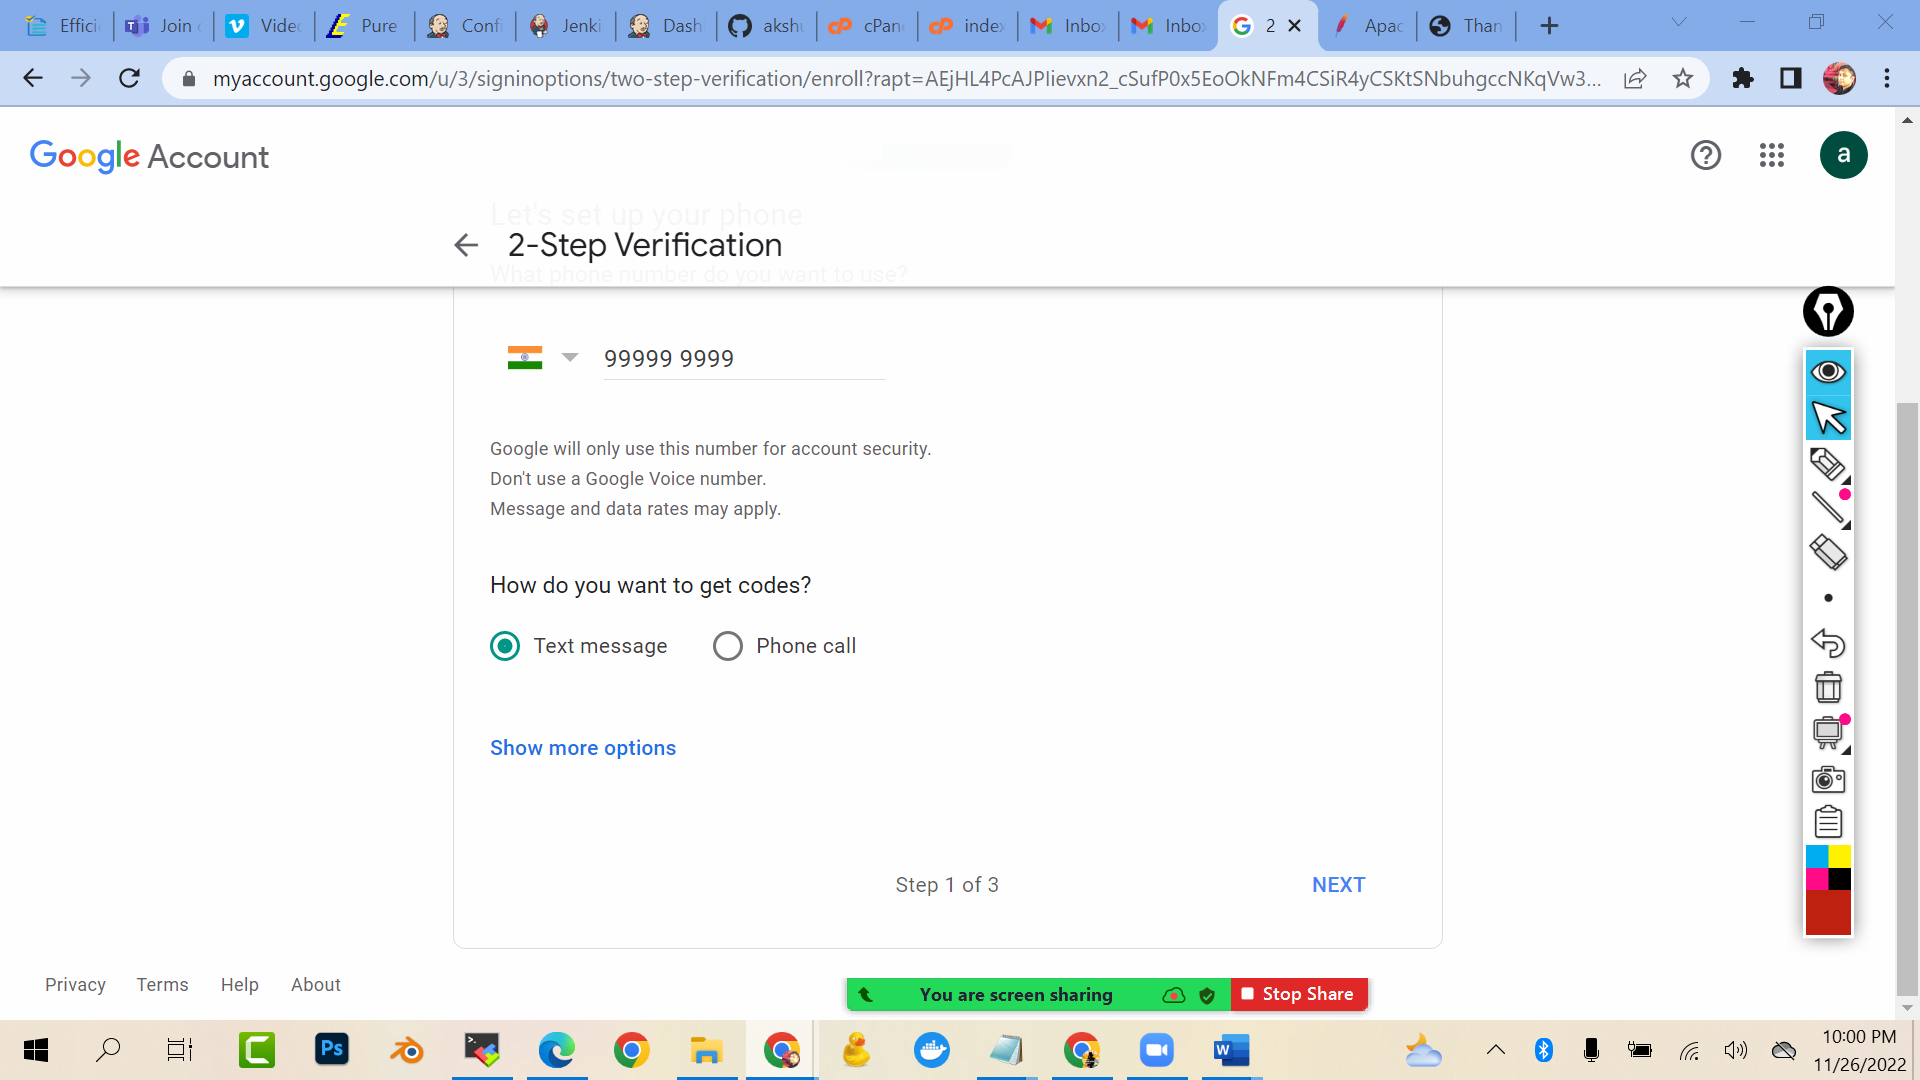 Effici
Join
Vide
Pure
Confi
Jenki
Dash
akshu
cPan
index
Inbox
Inbox
2
Apac
Than
myaccount.google.com/u/3/signinoptions/two-step-verification/enroll?rapt=AEjHL4PcAJPIievxn2_cSufP0x5EoOkNFm4CSiR4yCSKtSNbuhgccNKqVw3...
Google Account
a
Let's set up your phone
2-Step Verification
What phone number do you want to use?
99999 9999
Google will only use this number for account security.
Don't use a Google Voice number.
Message and data rates may apply.
How do you want to get codes?
Text message
Phone call
Show more options
Step 1 of 3
NEXT
Privacy
Terms
Help
About
You are screen sharing
Stop Share
10:00 PM
11/26/2022